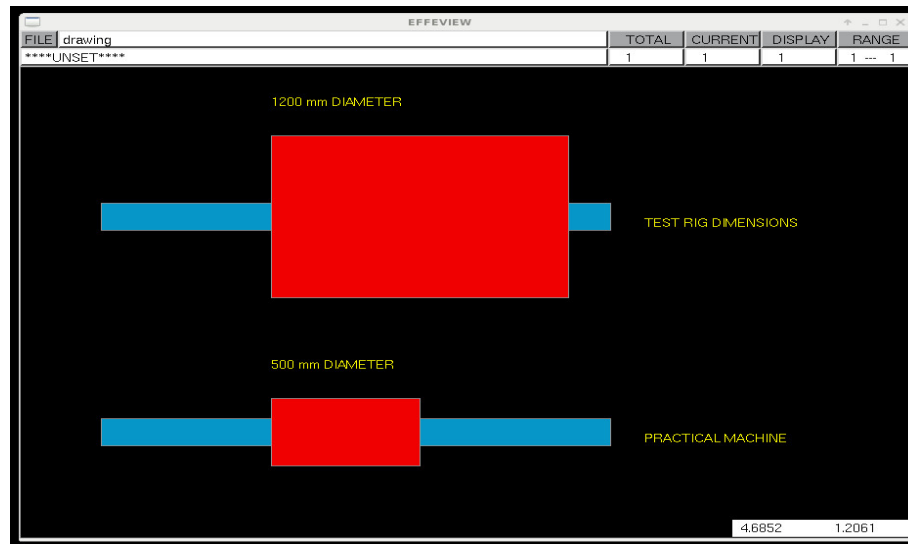 EFFEVIEW
FILE drawing TOTAL CURRENT DISPLAY RANGE
****UNSET**** 1 1 1 1 --- 1
1200 mm DIAMETER
TEST RIG DIMENSIONS
500 mm DIAMETER
PRACTICAL MACHINE
4.6852 1.2061